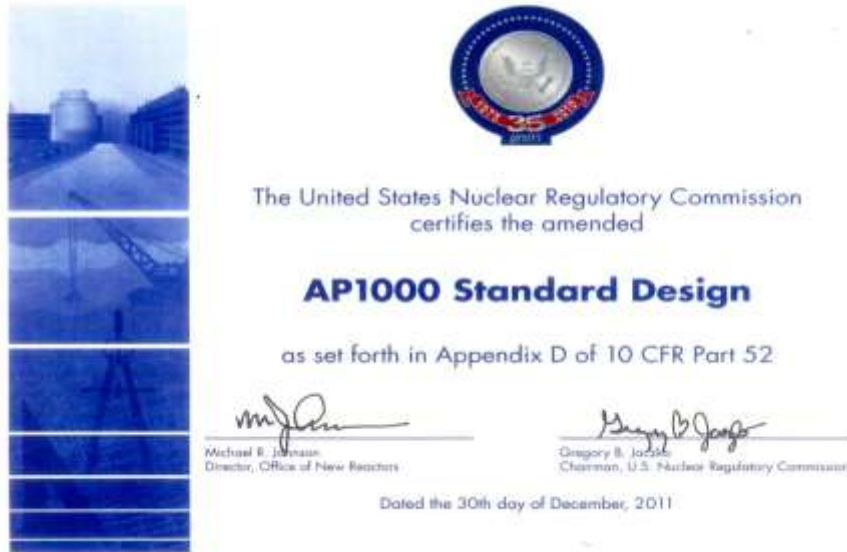 35
The United States Nuclear Regulatory Commission
certifies the amended
AP1000 Standard Design
as set forth in Appendix D of 10 CFR Part 52
Michael R. Johnson
Director, Office of New Reactors
Gregory B. Jaczko
Chairman, U.S. Nuclear Regulatory Commission
Dated the 30th day of December, 2011